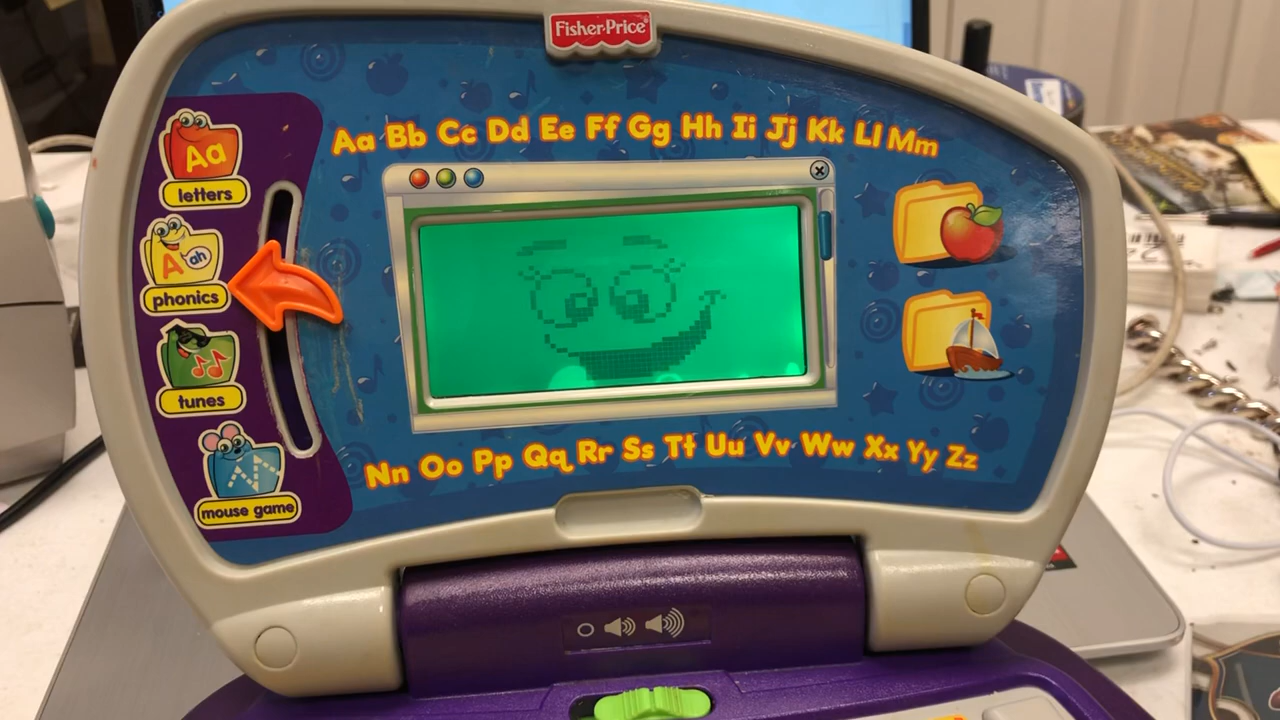 Fisher-Price
Aa Bb Cc Dd Ee Ff Gg Hh Ii Jj Kk Ll Mm
Aa
letters
A ah
phonics
tunes
mouse game
Nn Oo Pp Qq Rr Ss Tt Uu Vv Ww Xx Yy Zz